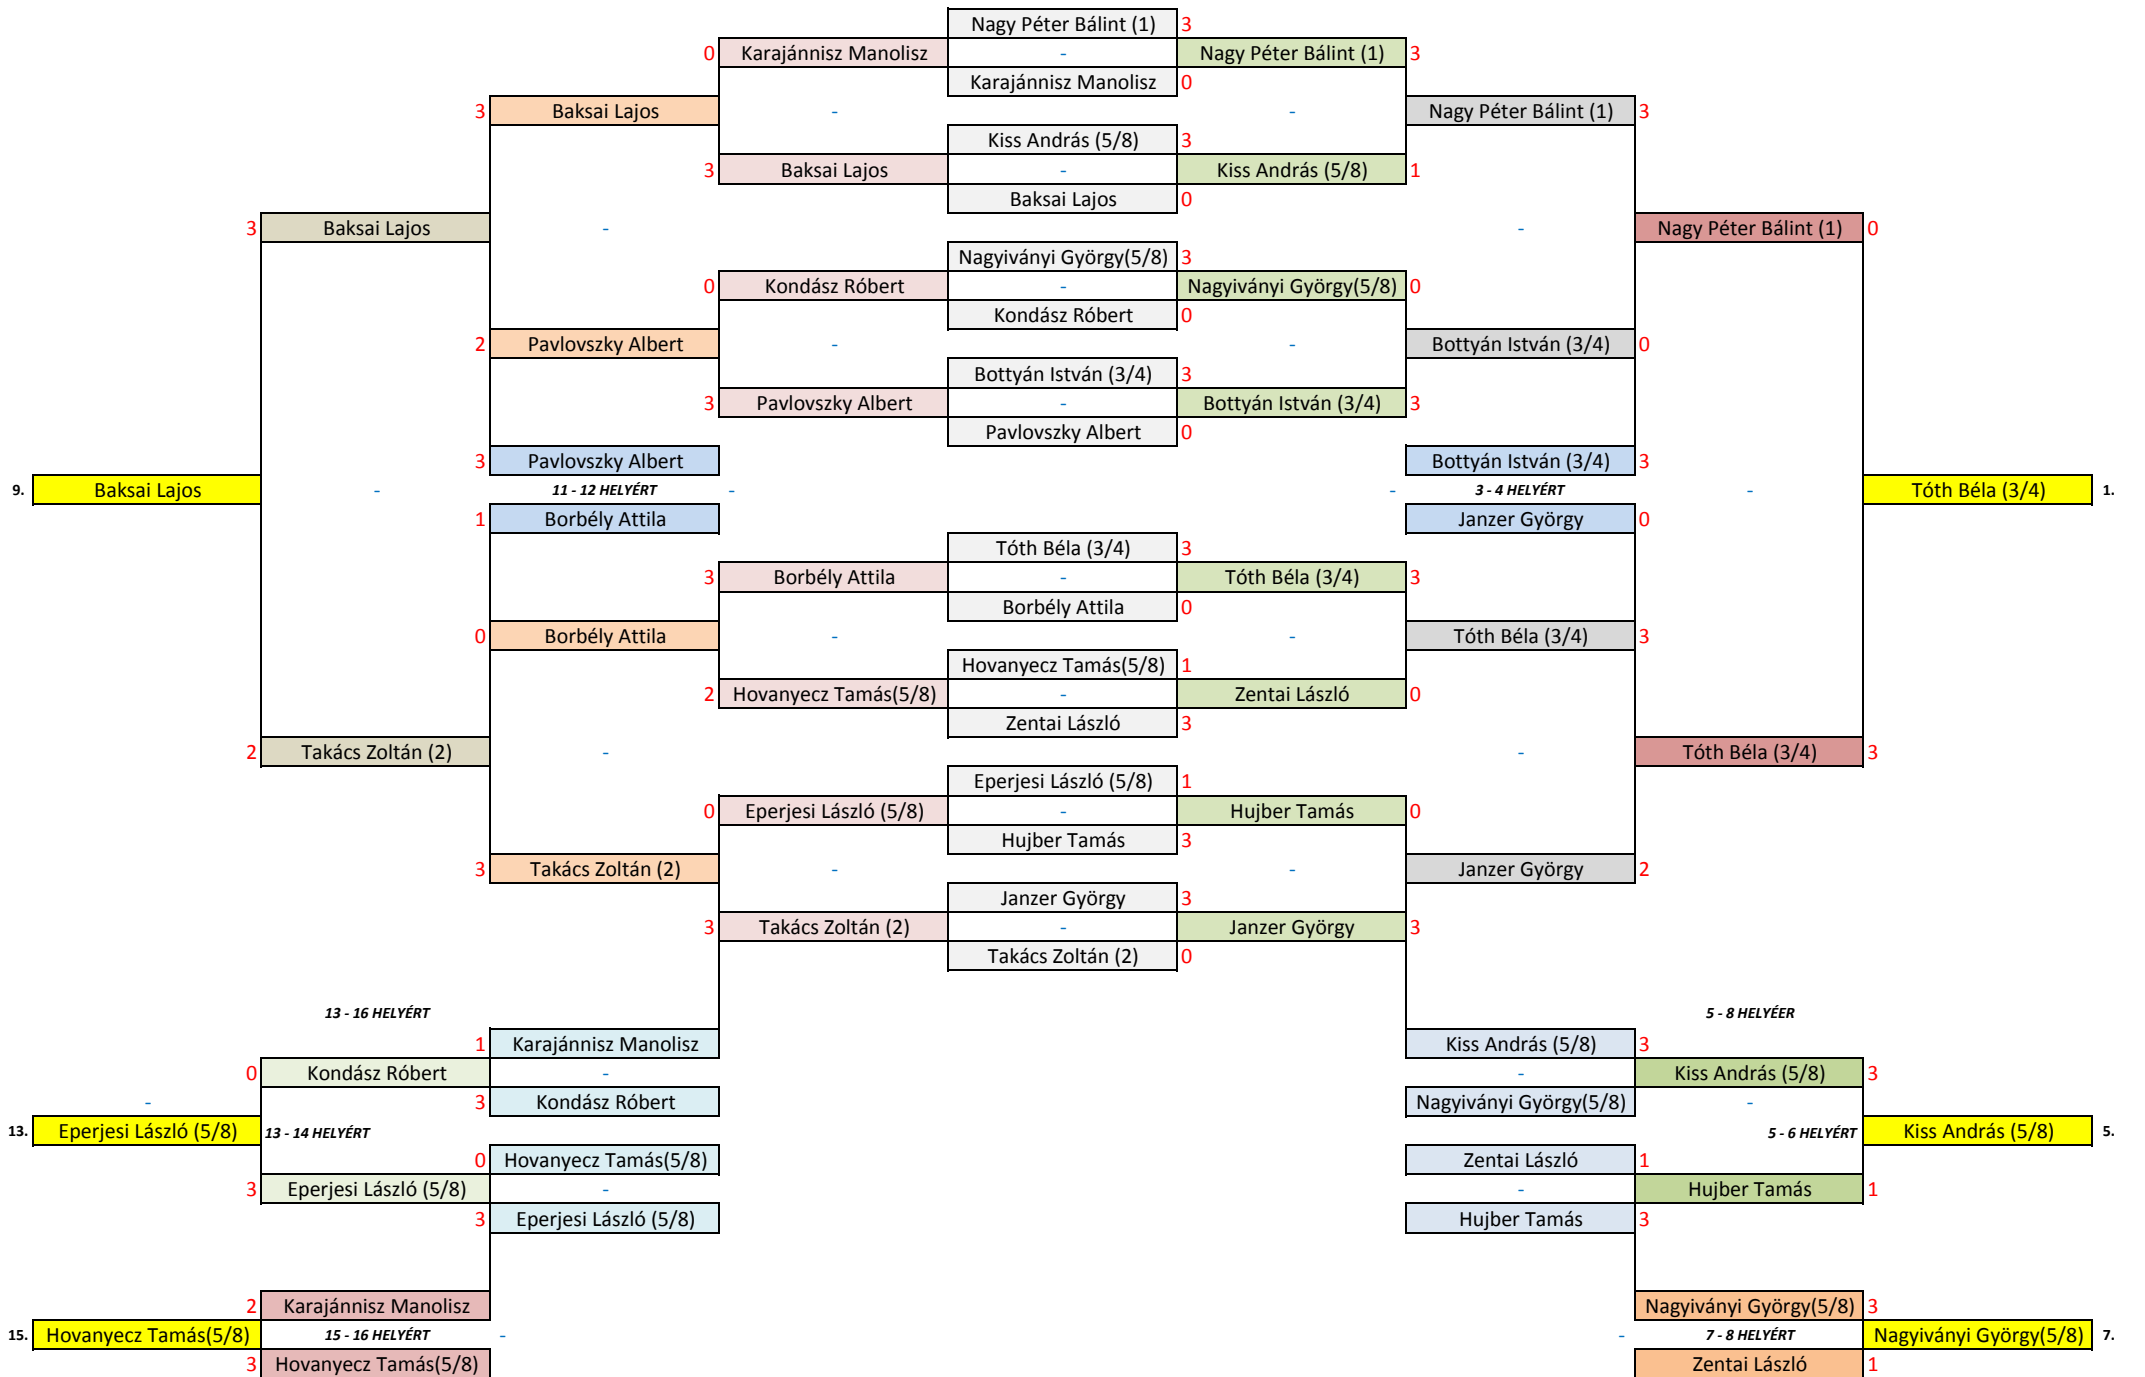 Nagy Péter Bálint (1) 3
0 Karajánnisz Manolisz - Nagy Péter Bálint (1) 3
Karajánnisz Manolisz 0
3 Baksai Lajos - - Nagy Péter Bálint (1) 3
Kiss András (5/8) 3
3 Baksai Lajos - Kiss András (5/8) 1
Baksai Lajos 0
3 Baksai Lajos - - Nagy Péter Bálint (1) 0
Nagyiványi György(5/8) 3
0 Kondász Róbert - Nagyiványi György(5/8) 0
Kondász Róbert 0
2 Pavlovszky Albert - - Bottyán István (3/4) 0
Bottyán István (3/4) 3
3 Pavlovszky Albert - Bottyán István (3/4) 3
Pavlovszky Albert 0
3 Pavlovszky Albert Bottyán István (3/4) 3
9. Baksai Lajos - 11 - 12 HELYÉRT - - 3 - 4 HELYÉRT - Tóth Béla (3/4) 1.
1 Borbély Attila Janzer György 0
Tóth Béla (3/4) 3
3 Borbély Attila - Tóth Béla (3/4) 3
Borbély Attila 0
0 Borbély Attila - - Tóth Béla (3/4) 3
Hovanyecz Tamás(5/8) 1
2 Hovanyecz Tamás(5/8) - Zentai László 0
Zentai László 3
2 Takács Zoltán (2) - - Tóth Béla (3/4) 3
Eperjesi László (5/8) 1
0 Eperjesi László (5/8) - Hujber Tamás 0
Hujber Tamás 3
3 Takács Zoltán (2) - - Janzer György 2
Janzer György 3
3 Takács Zoltán (2) - Janzer György 3
Takács Zoltán (2) 0
13 - 16 HELYÉRT 5 - 8 HELYÉER
1 Karajánnisz Manolisz Kiss András (5/8) 3
0 Kondász Róbert - - Kiss András (5/8) 3
- 3 Kondász Róbert Nagyiványi György(5/8) -
13. Eperjesi László (5/8) 13 - 14 HELYÉRT 5 - 6 HELYÉRT Kiss András (5/8) 5.
0 Hovanyecz Tamás(5/8) Zentai László 1
3 Eperjesi László (5/8) - - Hujber Tamás 1
3 Eperjesi László (5/8) Hujber Tamás 3
2 Karajánnisz Manolisz Nagyiványi György(5/8) 3
15. Hovanyecz Tamás(5/8) 15 - 16 HELYÉRT - - 7 - 8 HELYÉRT Nagyiványi György(5/8) 7.
3 Hovanyecz Tamás(5/8) Zentai László 1